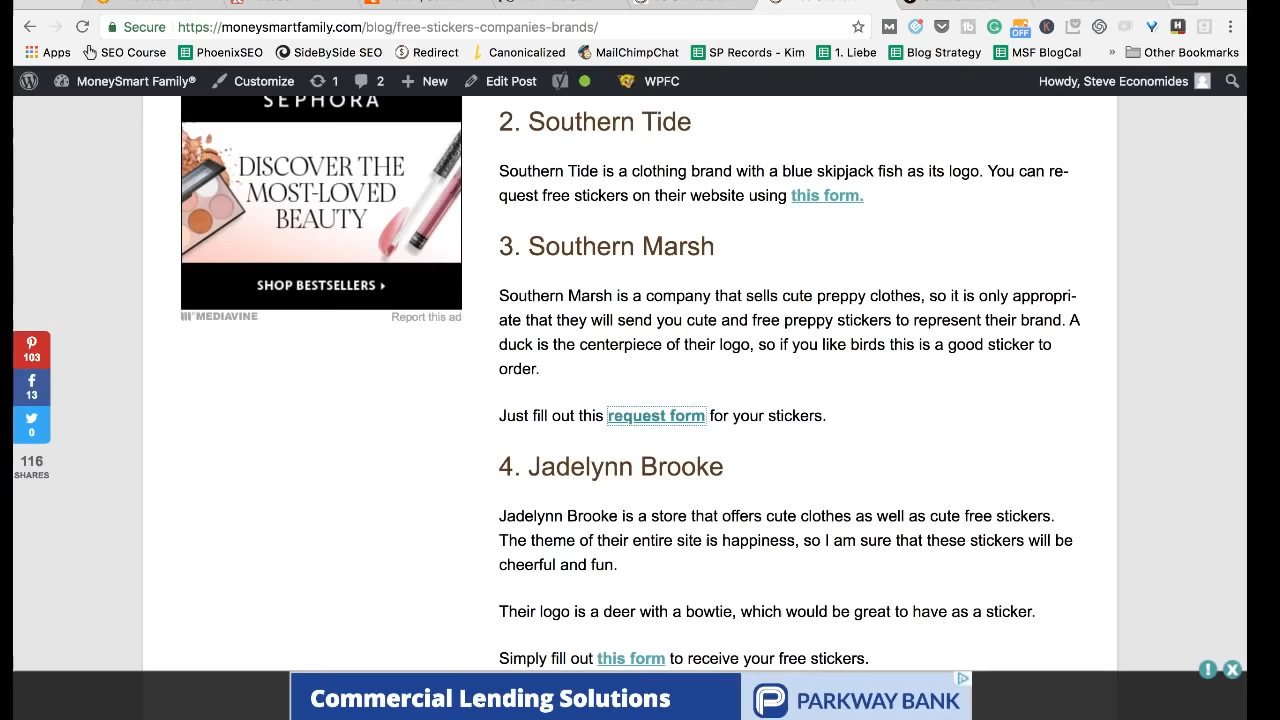 Secure
https://moneysmartfamily.com/blog/free-stickers-companies-brands/
Apps
SEO Course
PhoenixSEO
SideBySide SEO
Redirect
Canonicalized
MailChimpChat
SP Records - Kim
1. Liebe
Blog Strategy
MSF BlogCal
»
Other Bookmarks
MoneySmart Family®
Customize
1
2
New
Edit Post
WPFC
Howdy, Steve Economides
SEPHORA
DISCOVER THE
MOST-LOVED
BEAUTY
SHOP BESTSELLERS
MEDIAVINE
Report this ad
103
13
0
116
SHARES
2. Southern Tide
Southern Tide is a clothing brand with a blue skipjack fish as its logo. You can re-
quest free stickers on their website using this form.
3. Southern Marsh
Southern Marsh is a company that sells cute preppy clothes, so it is only appropri-
ate that they will send you cute and free preppy stickers to represent their brand. A
duck is the centerpiece of their logo, so if you like birds this is a good sticker to
order.
Just fill out this request form for your stickers.
4. Jadelynn Brooke
Jadelynn Brooke is a store that offers cute clothes as well as cute free stickers.
The theme of their entire site is happiness, so I am sure that these stickers will be
cheerful and fun.
Their logo is a deer with a bowtie, which would be great to have as a sticker.
Simply fill out this form to receive your free stickers.
Commercial Lending Solutions
PARKWAY BANK